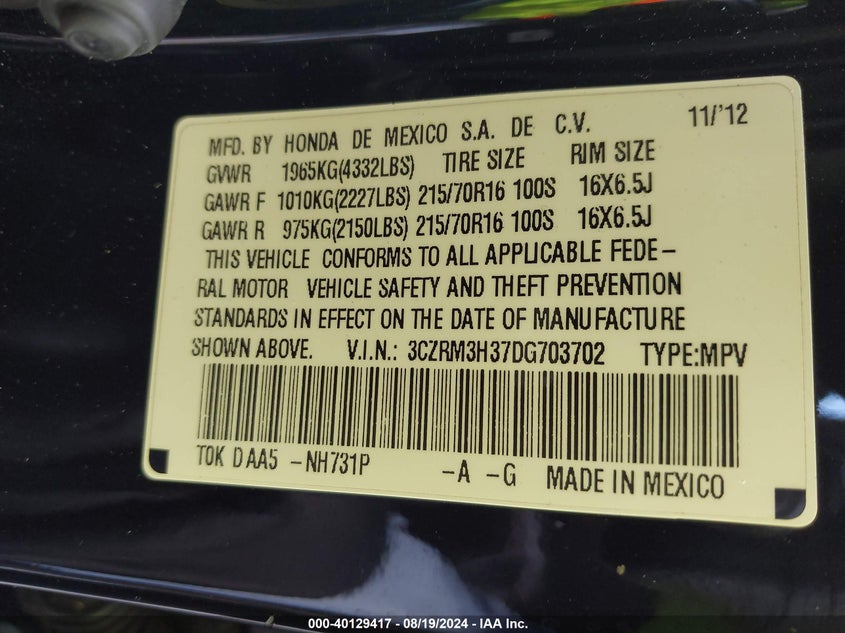 MFD. BY HONDA DE MEXICO S.A. DE C.V. 11/'12
GVWR 1965KG(4332LBS) TIRE SIZE RIM SIZE
GAWR F 1010KG(2227LBS) 215/70R16 100S 16X6.5J
GAWR R 975KG(2150LBS) 215/70R16 100S 16X6.5J
THIS VEHICLE CONFORMS TO ALL APPLICABLE FEDE-
RAL MOTOR VEHICLE SAFETY AND THEFT PREVENTION
STANDARDS IN EFFECT ON THE DATE OF MANUFACTURE
SHOWN ABOVE. V.I.N.: 3CZRM3H37DG703702 TYPE:MPV
T0K D AA5 -NH731P -A -G MADE IN MEXICO
000-40129417 - 08/19/2024 - IAA Inc.